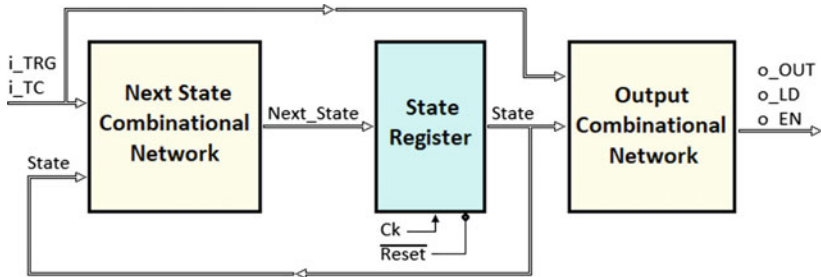 i_TRG
i_TC
Next State
Combinational
Network
Next_State
State
Register
State
Output
Combinational
Network
o_OUT
o_LD
o_EN
State
Ck
Reset